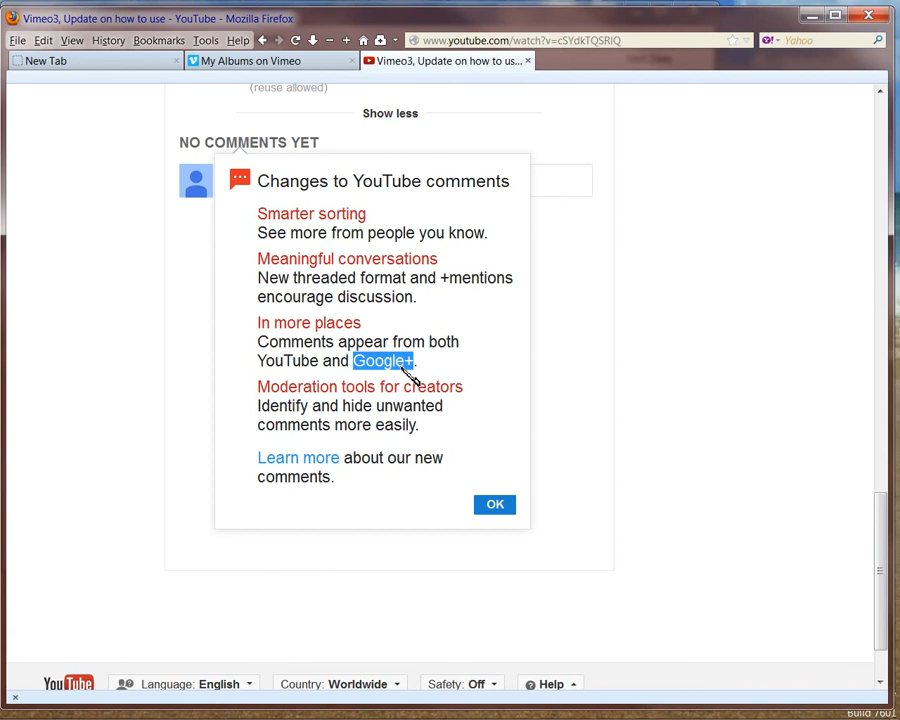 Vimeo3, Update on how to use - YouTube - Mozilla Firefox
File Edit View History Bookmarks Tools Help
www.youtube.com/watch?v=cSYdkTQSRIQ
Yahoo
New Tab
My Albums on Vimeo
Vimeo3, Update on how to us...
(reuse allowed)
Show less
NO COMMENTS YET
Changes to YouTube comments
Smarter sorting
See more from people you know.
Meaningful conversations
New threaded format and +mentions
encourage discussion.
In more places
Comments appear from both
YouTube and Google+.
Moderation tools for creators
Identify and hide unwanted
comments more easily.
Learn more about our new
comments.
OK
YouTube Language: English Country: Worldwide Safety: Off Help
Build 7601